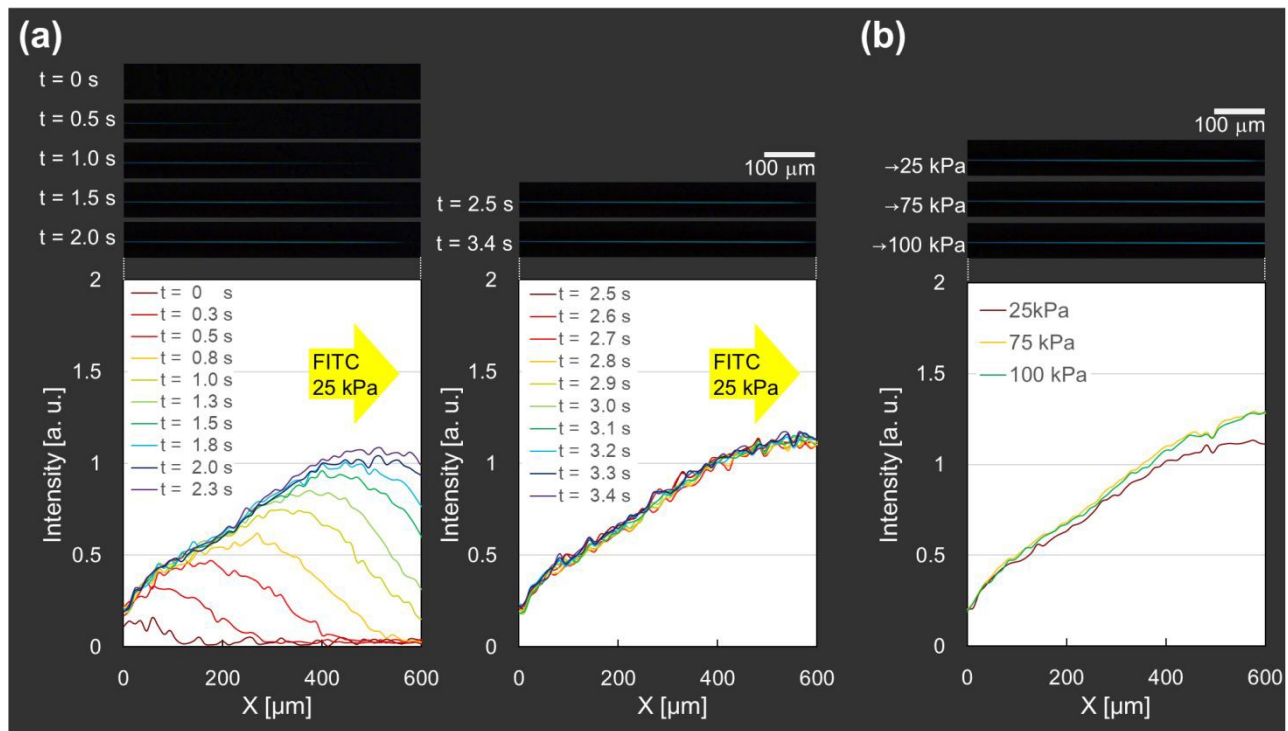 (a)
t = 0 s
t = 0.5 s
t = 1.0 s
t = 1.5 s
t = 2.0 s
2
1.5
1
0.5
0
Intensity [a. u.]
t = 0 s
t = 0.3 s
t = 0.5 s
t = 0.8 s
t = 1.0 s
t = 1.3 s
t = 1.5 s
t = 1.8 s
t = 2.0 s
t = 2.3 s
FITC
25 kPa
0 200 400 600
X [µm]
100 µm
t = 2.5 s
t = 3.4 s
2
1.5
1
0.5
0
Intensity [a. u.]
t = 2.5 s
t = 2.6 s
t = 2.7 s
t = 2.8 s
t = 2.9 s
t = 3.0 s
t = 3.1 s
t = 3.2 s
t = 3.3 s
t = 3.4 s
FITC
25 kPa
0 200 400 600
X [µm]
(b)
100 µm
→25 kPa
→75 kPa
→100 kPa
2
1.5
1
0.5
0
Intensity [a. u.]
25kPa
75 kPa
100 kPa
0 200 400 600
X [µm]